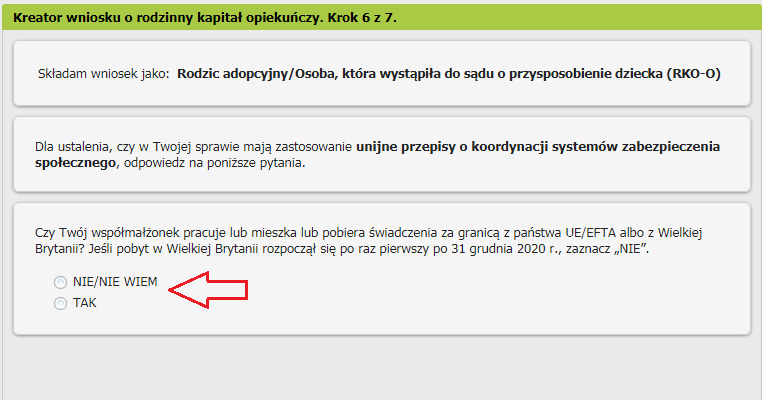 Kreator wniosku o rodzinny kapitał opiekuńczy. Krok 6 z 7.
Składam wniosek jako: Rodzic adopcyjny/Osoba, która wystąpiła do sądu o przysposobienie dziecka (RKO-O)
Dla ustalenia, czy w Twojej sprawie mają zastosowanie unijne przepisy o koordynacji systemów zabezpieczenia
społecznego, odpowiedz na poniższe pytania.
Czy Twój współmałżonek pracuje lub mieszka lub pobiera świadczenia za granicą z państwa UE/EFTA albo z Wielkiej
Brytanii? Jeśli pobyt w Wielkiej Brytanii rozpoczął się po raz pierwszy po 31 grudnia 2020 r., zaznacz „NIE”.
NIE/NIE WIEM
TAK